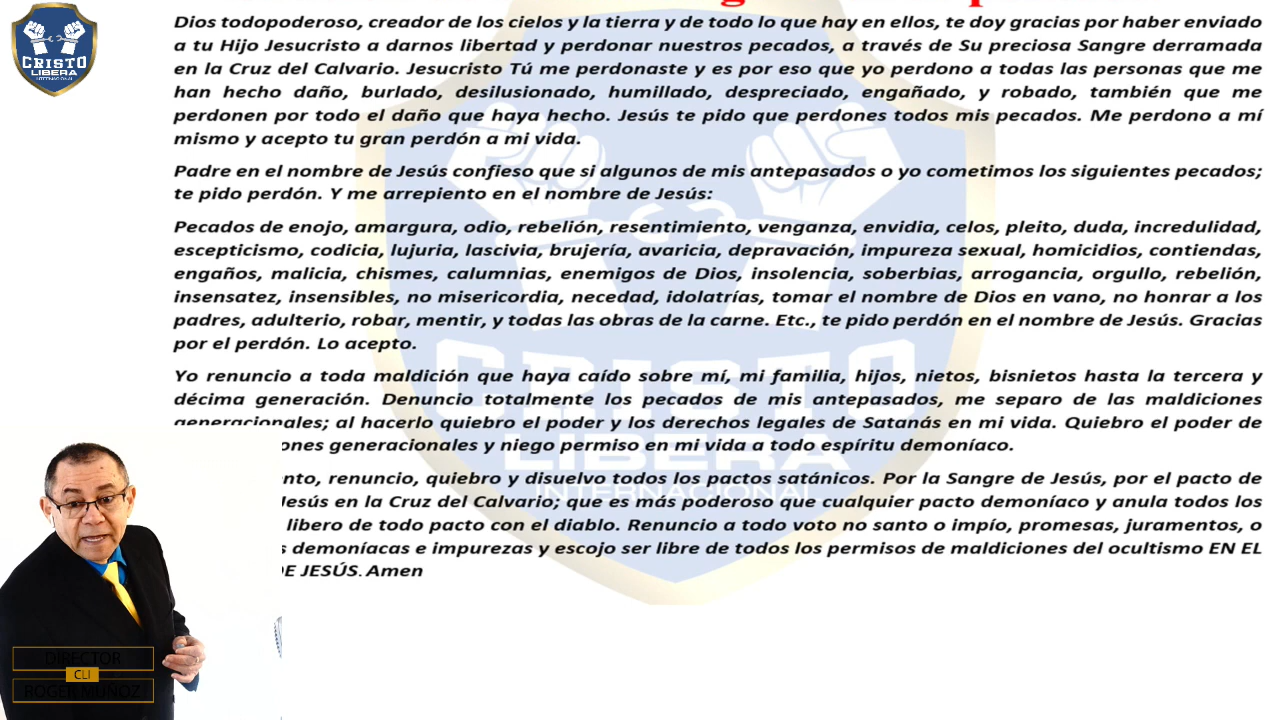 Dios todopoderoso, creador de los cielos y la tierra y de todo lo que hay en ellos, te doy gracias por haber enviado
a tu Hijo Jesucristo a darnos libertad y perdonar nuestros pecados, a través de Su preciosa Sangre derramada
en la Cruz del Calvario. Jesucristo Tú me perdonaste y es por eso que yo perdono a todas las personas que me
han hecho daño, burlado, desilusionado, humillado, despreciado, engañado, y robado, también que me
perdonen por todo el daño que haya hecho. Jesús te pido que perdones todos mis pecados. Me perdono a mí
mismo y acepto tu gran perdón a mi vida.
Padre en el nombre de Jesús confieso que si algunos de mis antepasados o yo cometimos los siguientes pecados;
te pido perdón. Y me arrepiento en el nombre de Jesús:
Pecados de enojo, amargura, odio, rebelión, resentimiento, venganza, envidia, celos, pleito, duda, incredulidad,
escepticismo, codicia, lujuria, lascivia, brujería, avaricia, depravación, impureza sexual, homicidios, contiendas,
engaños, malicia, chismes, calumnias, enemigos de Dios, insolencia, soberbias, arrogancia, orgullo, rebelión,
insensatez, insensibles, no misericordia, necedad, idolatrías, tomar el nombre de Dios en vano, no honrar a los
padres, adulterio, robar, mentir, y todas las obras de la carne. Etc., te pido perdón en el nombre de Jesús. Gracias
por el perdón. Lo acepto.
Yo renuncio a toda maldición que haya caído sobre mí, mi familia, hijos, nietos, bisnietos hasta la tercera y
décima generación. Denuncio totalmente los pecados de mis antepasados, me separo de las maldiciones
generacionales; al hacerlo quiebro el poder y los derechos legales de Satanás en mi vida. Quiebro el poder de
ones generacionales y niego permiso en mi vida a todo espíritu demoníaco.
nto, renuncio, quiebro y disuelvo todos los pactos satánicos. Por la Sangre de Jesús, por el pacto de
Jesús en la Cruz del Calvario; que es más poderoso que cualquier pacto demoníaco y anula todos los
libero de todo pacto con el diablo. Renuncio a todo voto no santo o impío, promesas, juramentos, o
s demoníacas e impurezas y escojo ser libre de todos los permisos de maldiciones del ocultismo EN EL
DE JESÚS. Amen
CRISTO
LIBERA
INTERNACIONAL
CRISTO
LIBERA
INTERNACIONAL
DIRECTOR
CLI
ROGER MUÑOZ